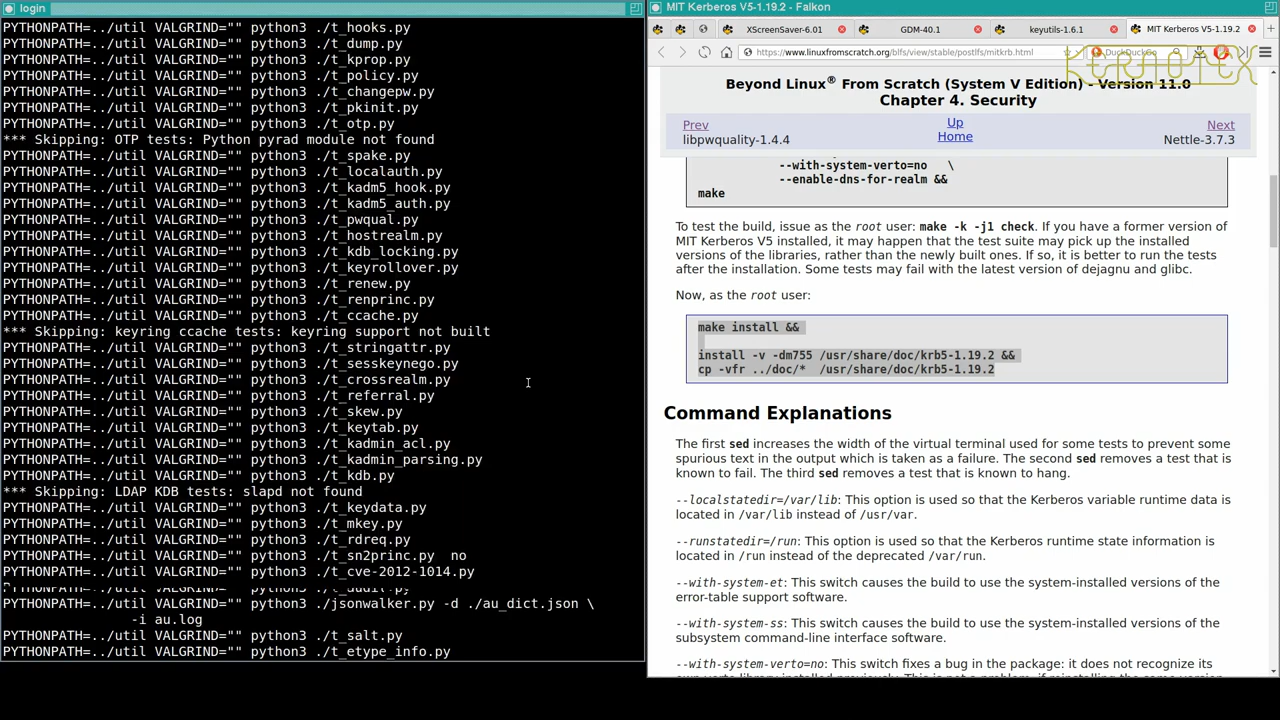 login
PYTHONPATH=../util VALGRIND="" python3 ./t_hooks.py
PYTHONPATH=../util VALGRIND="" python3 ./t_dump.py
PYTHONPATH=../util VALGRIND="" python3 ./t_kprop.py
PYTHONPATH=../util VALGRIND="" python3 ./t_policy.py
PYTHONPATH=../util VALGRIND="" python3 ./t_changepw.py
PYTHONPATH=../util VALGRIND="" python3 ./t_pkinit.py
PYTHONPATH=../util VALGRIND="" python3 ./t_otp.py
*** Skipping: OTP tests: Python pyrad module not found
PYTHONPATH=../util VALGRIND="" python3 ./t_spake.py
PYTHONPATH=../util VALGRIND="" python3 ./t_localauth.py
PYTHONPATH=../util VALGRIND="" python3 ./t_kadm5_hook.py
PYTHONPATH=../util VALGRIND="" python3 ./t_kadm5_auth.py
PYTHONPATH=../util VALGRIND="" python3 ./t_pwqual.py
PYTHONPATH=../util VALGRIND="" python3 ./t_hostrealm.py
PYTHONPATH=../util VALGRIND="" python3 ./t_kdb_locking.py
PYTHONPATH=../util VALGRIND="" python3 ./t_keyrollover.py
PYTHONPATH=../util VALGRIND="" python3 ./t_renew.py
PYTHONPATH=../util VALGRIND="" python3 ./t_renprinc.py
PYTHONPATH=../util VALGRIND="" python3 ./t_ccache.py
*** Skipping: keyring ccache tests: keyring support not built
PYTHONPATH=../util VALGRIND="" python3 ./t_stringattr.py
PYTHONPATH=../util VALGRIND="" python3 ./t_sesskeynego.py
PYTHONPATH=../util VALGRIND="" python3 ./t_crossrealm.py
PYTHONPATH=../util VALGRIND="" python3 ./t_referral.py
PYTHONPATH=../util VALGRIND="" python3 ./t_skew.py
PYTHONPATH=../util VALGRIND="" python3 ./t_keytab.py
PYTHONPATH=../util VALGRIND="" python3 ./t_kadmin_acl.py
PYTHONPATH=../util VALGRIND="" python3 ./t_kadmin_parsing.py
PYTHONPATH=../util VALGRIND="" python3 ./t_kdb.py
*** Skipping: LDAP KDB tests: slapd not found
PYTHONPATH=../util VALGRIND="" python3 ./t_keydata.py
PYTHONPATH=../util VALGRIND="" python3 ./t_mkey.py
PYTHONPATH=../util VALGRIND="" python3 ./t_rdreq.py
PYTHONPATH=../util VALGRIND="" python3 ./t_sn2princ.py  no
PYTHONPATH=../util VALGRIND="" python3 ./t_cve-2012-1014.py
PYTHONPATH=../util VALGRIND="" python3 ./jsonwalker.py -d ./au_dict.json \
-i au.log
PYTHONPATH=../util VALGRIND="" python3 ./t_salt.py
PYTHONPATH=../util VALGRIND="" python3 ./t_etype_info.py
MIT Kerberos V5-1.19.2 - Falkon
XScreenSaver-6.01
GDM-40.1
keyutils-1.6.1
MIT Kerberos V5-1.19.2
https://www.linuxfromscratch.org/blfs/view/stable/postlfs/mitkrb.html
DuckDuckGo
KERNOTEX
Beyond Linux® From Scratch (System V Edition) - Version 11.0
Chapter 4. Security
Prev
Up
Next
libpwquality-1.4.4
Home
Nettle-3.7.3
--with-system-verto=no \
--enable-dns-for-realm &&
make
To test the build, issue as the root user: make -k -j1 check. If you have a former version of
MIT Kerberos V5 installed, it may happen that the test suite may pick up the installed
versions of the libraries, rather than the newly built ones. If so, it is better to run the tests
after the installation. Some tests may fail with the latest version of dejagnu and glibc.
Now, as the root user:
make install &&
install -v -dm755 /usr/share/doc/krb5-1.19.2 &&
cp -vfr ../doc/*  /usr/share/doc/krb5-1.19.2
Command Explanations
The first sed increases the width of the virtual terminal used for some tests to prevent some
spurious text in the output which is taken as a failure. The second sed removes a test that is
known to fail. The third sed removes a test that is known to hang.
--localstatedir=/var/lib: This option is used so that the Kerberos variable runtime data is
located in /var/lib instead of /usr/var.
--runstatedir=/run: This option is used so that the Kerberos runtime state information is
located in /run instead of the deprecated /var/run.
--with-system-et: This switch causes the build to use the system-installed versions of the
error-table support software.
--with-system-ss: This switch causes the build to use the system-installed versions of the
subsystem command-line interface software.
--with-system-verto=no: This switch fixes a bug in the package: it does not recognize its